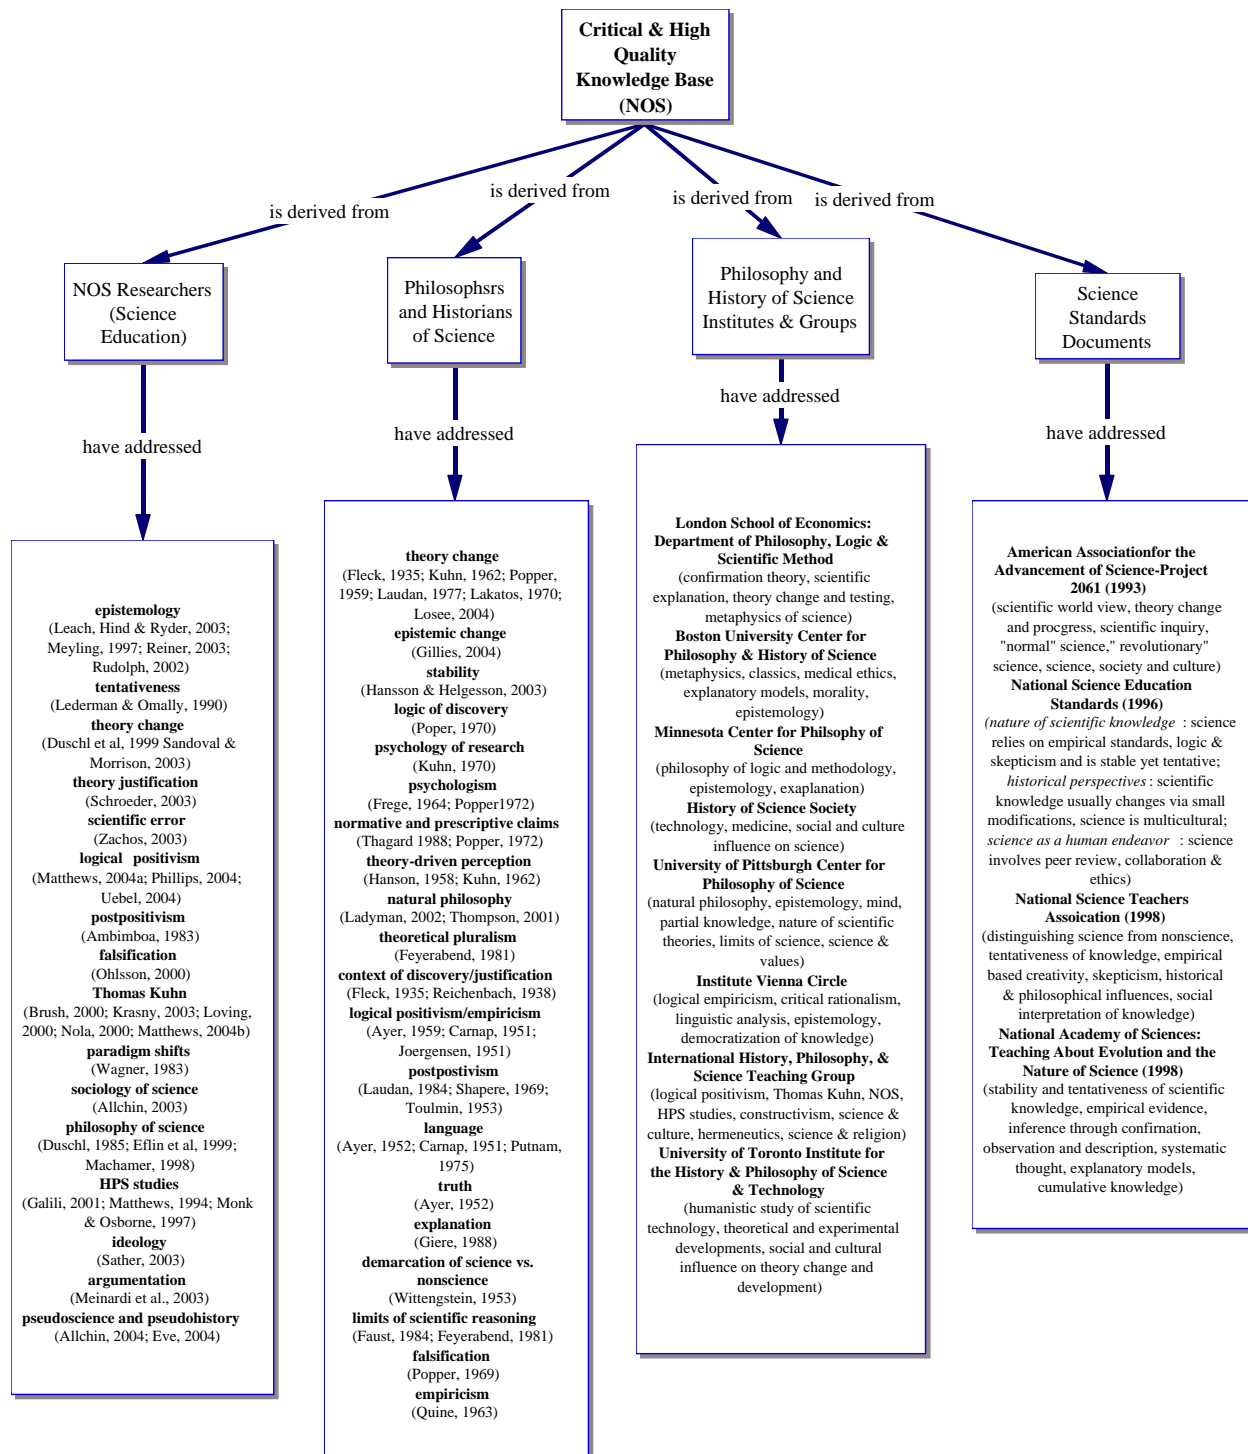 Critical & High
Quality
Knowledge Base
(NOS)
is derived from
is derived from
is derived from
is derived from
NOS Researchers
(Science
Education)
Philosophsrs
and Historians
of Science
Philosophy and
History of Science
Institutes & Groups
Science
Standards
Documents
have addressed
have addressed
have addressed
have addressed
epistemology
(Leach, Hind & Ryder, 2003;
Meyling, 1997; Reiner, 2003;
Rudolph, 2002)
tentativeness
(Lederman & Omally, 1990)
theory change
(Duschl et al, 1999 Sandoval &
Morrison, 2003)
theory justification
(Schroeder, 2003)
scientific error
(Zachos, 2003)
logical positivism
(Matthews, 2004a; Phillips, 2004;
Uebel, 2004)
postpositivism
(Ambimboa, 1983)
falsification
(Ohlsson, 2000)
Thomas Kuhn
(Brush, 2000; Krasny, 2003; Loving,
2000; Nola, 2000; Matthews, 2004b)
paradigm shifts
(Wagner, 1983)
sociology of science
(Allchin, 2003)
philosophy of science
(Duschl, 1985; Eflin et al, 1999;
Machamer, 1998)
HPS studies
(Galili, 2001; Matthews, 1994; Monk
& Osborne, 1997)
ideology
(Sather, 2003)
argumentation
(Meinardi et al., 2003)
pseudoscience and pseudohistory
(Allchin, 2004; Eve, 2004)
theory change
(Fleck, 1935; Kuhn, 1962; Popper,
1959; Laudan, 1977; Lakatos, 1970;
Losee, 2004)
epistemic change
(Gillies, 2004)
stability
(Hansson & Helgesson, 2003)
logic of discovery
(Poper, 1970)
psychology of research
(Kuhn, 1970)
psychologism
(Frege, 1964; Popper1972)
normative and prescriptive claims
(Thagard 1988; Popper, 1972)
theory-driven perception
(Hanson, 1958; Kuhn, 1962)
natural philosophy
(Ladyman, 2002; Thompson, 2001)
theoretical pluralism
(Feyerabend, 1981)
context of discovery/justification
(Fleck, 1935; Reichenbach, 1938)
logical positivism/empiricism
(Ayer, 1959; Carnap, 1951;
Joergensen, 1951)
postpostivism
(Laudan, 1984; Shapere, 1969;
Toulmin, 1953)
language
(Ayer, 1952; Carnap, 1951; Putnam,
1975)
truth
(Ayer, 1952)
explanation
(Giere, 1988)
demarcation of science vs.
nonscience
(Wittengstein, 1953)
limits of scientific reasoning
(Faust, 1984; Feyerabend, 1981)
falsification
(Popper, 1969)
empiricism
(Quine, 1963)
London School of Economics:
Department of Philosophy, Logic &
Scientific Method
(confirmation theory, scientific
explanation, theory change and testing,
metaphysics of science)
Boston University Center for
Philosophy & History of Science
(metaphysics, classics, medical ethics,
explanatory models, morality,
epistemology)
Minnesota Center for Philsophy of
Science
(philosophy of logic and methodology,
epistemology, exaplanation)
History of Science Society
(technology, medicine, social and culture
influence on science)
University of Pittsburgh Center for
Philosophy of Science
(natural philosophy, epistemology, mind,
partial knowledge, nature of scientific
theories, limits of science, science &
values)
Institute Vienna Circle
(logical empiricism, critical rationalism,
linguistic analysis, epistemology,
democratization of knowledge)
International History, Philosophy, &
Science Teaching Group
(logical positivism, Thomas Kuhn, NOS,
HPS studies, constructivism, science &
culture, hermeneutics, science & religion)
University of Toronto Institute for
the History & Philosophy of Science
& Technology
(humanistic study of scientific
technology, theoretical and experimental
developments, social and cultural
influence on theory change and
development)
American Associationfor the
Advancement of Science-Project
2061 (1993)
(scientific world view, theory change
and procgress, scientific inquiry,
"normal" science," revolutionary"
science, science, society and culture)
National Science Education
Standards (1996)
(nature of scientific knowledge : science
relies on empirical standards, logic &
skepticism and is stable yet tentative;
historical perspectives: scientific
knowledge usually changes via small
modifications, science is multicultural;
science as a human endeavor : science
involves peer review, collaboration &
ethics)
National Science Teachers
Assoication (1998)
(distinguishing science from nonscience,
tentativeness of knowledge, empirical
based creativity, skepticism, historical
& philosophical influences, social
interpretation of knowledge)
National Academy of Sciences:
Teaching About Evolution and the
Nature of Science (1998)
(stability and tentativeness of scientific
knowledge, empirical evidence,
inference through confirnation,
observation and description, systematic
thought, explanatory models,
cumulative knowledge)